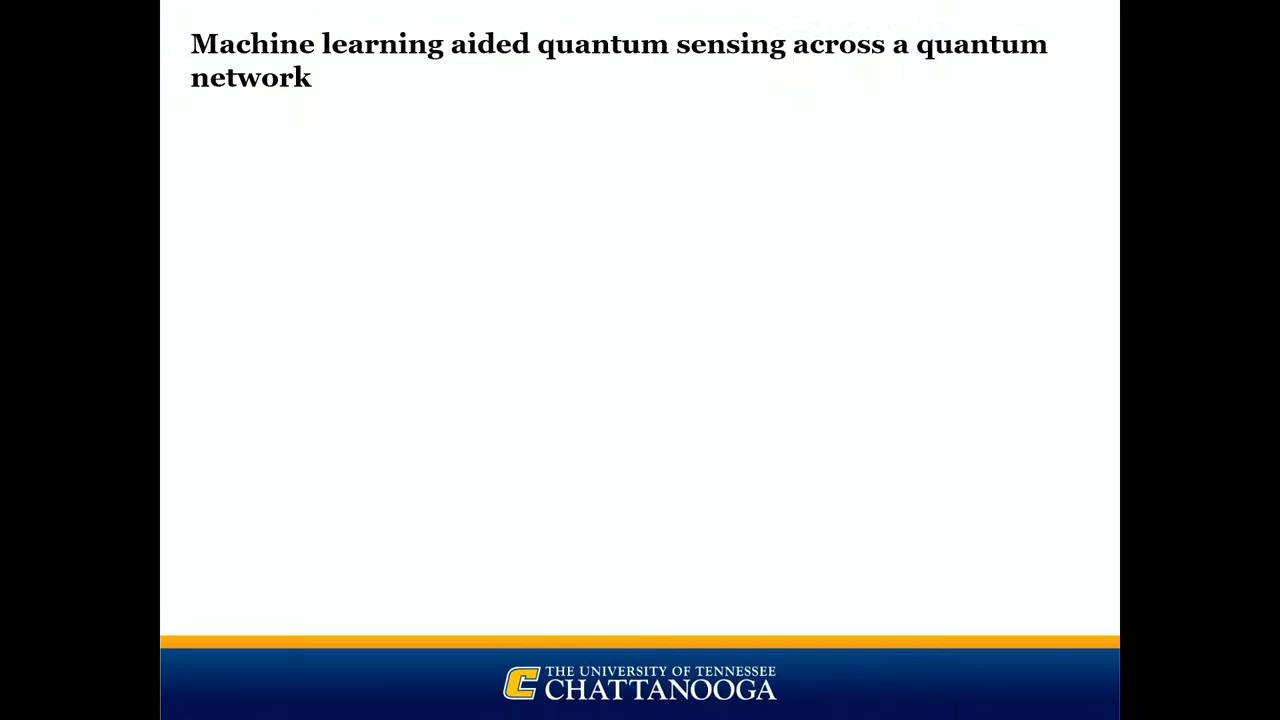 Machine learning aided quantum sensing across a quantum
network
THE UNIVERSITY OF TENNESSEE
CHATTANOOGA